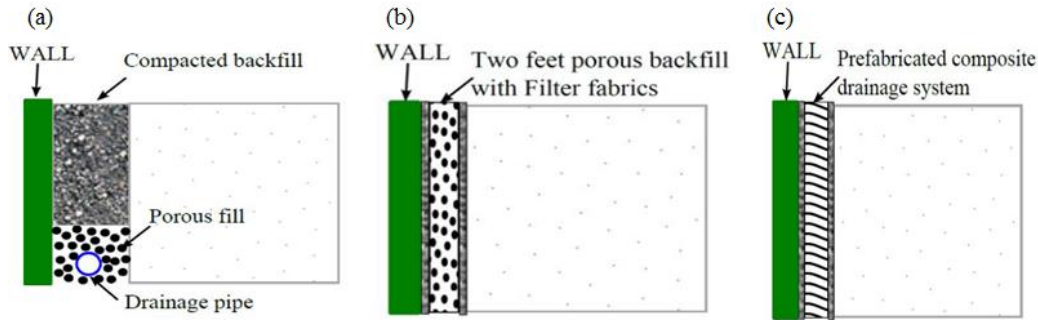 (a)
WALL
Compacted backfill
Porous fill
Drainage pipe
(b)
WALL
Two feet porous backfill
with Filter fabrics
(c)
WALL
Prefabricated composite
drainage system